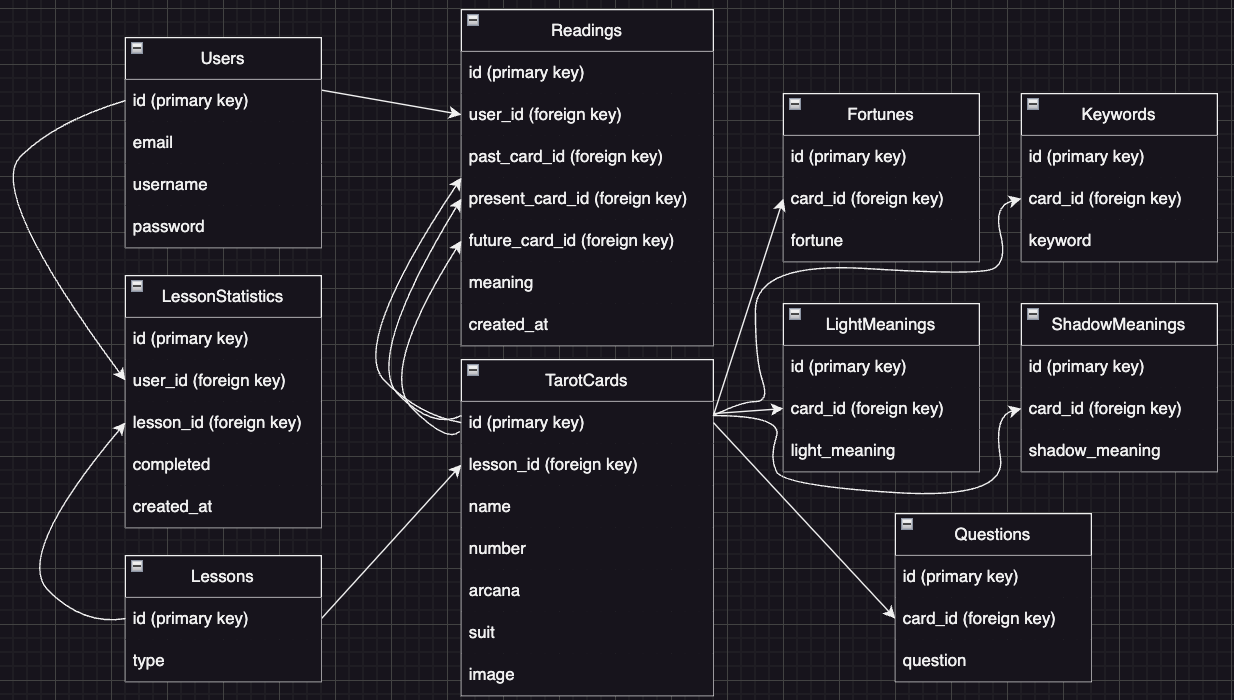 Users
id (primary key)
email
username
password
LessonStatistics
id (primary key)
user_id (foreign key)
lesson_id (foreign key)
completed
created_at
Lessons
id (primary key)
type
Readings
id (primary key)
user_id (foreign key)
past_card_id (foreign key)
present_card_id (foreign key)
future_card_id (foreign key)
meaning
created_at
TarotCards
id (primary key)
lesson_id (foreign key)
name
number
arcana
suit
image
Fortunes
id (primary key)
card_id (foreign key)
fortune
Keywords
id (primary key)
card_id (foreign key)
keyword
LightMeanings
id (primary key)
card_id (foreign key)
light_meaning
ShadowMeanings
id (primary key)
card_id (foreign key)
shadow_meaning
Questions
id (primary key)
card_id (foreign key)
question